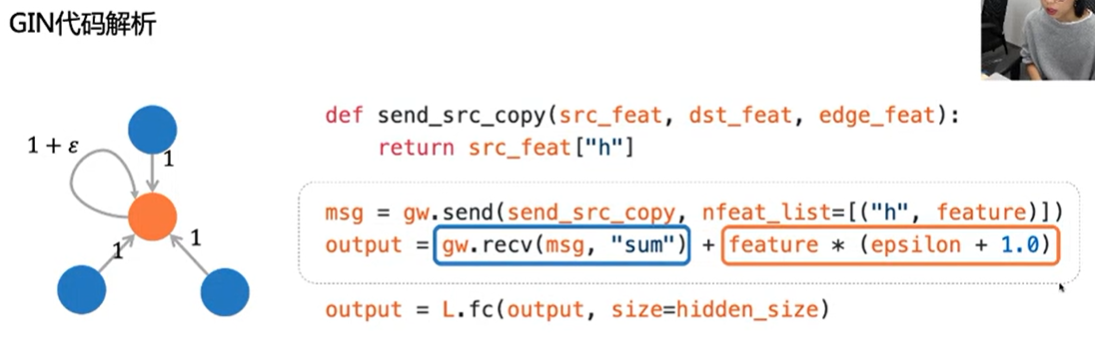 GIN代码解析
1 + ε
1
1
1
def send_src_copy(src_feat, dst_feat, edge_feat):
return src_feat["h"]
msg = gw.send(send_src_copy, nfeat_list=[("h", feature)])
output = gw.recv(msg, "sum") + feature * (epsilon + 1.0)
output = L.fc(output, size=hidden_size)